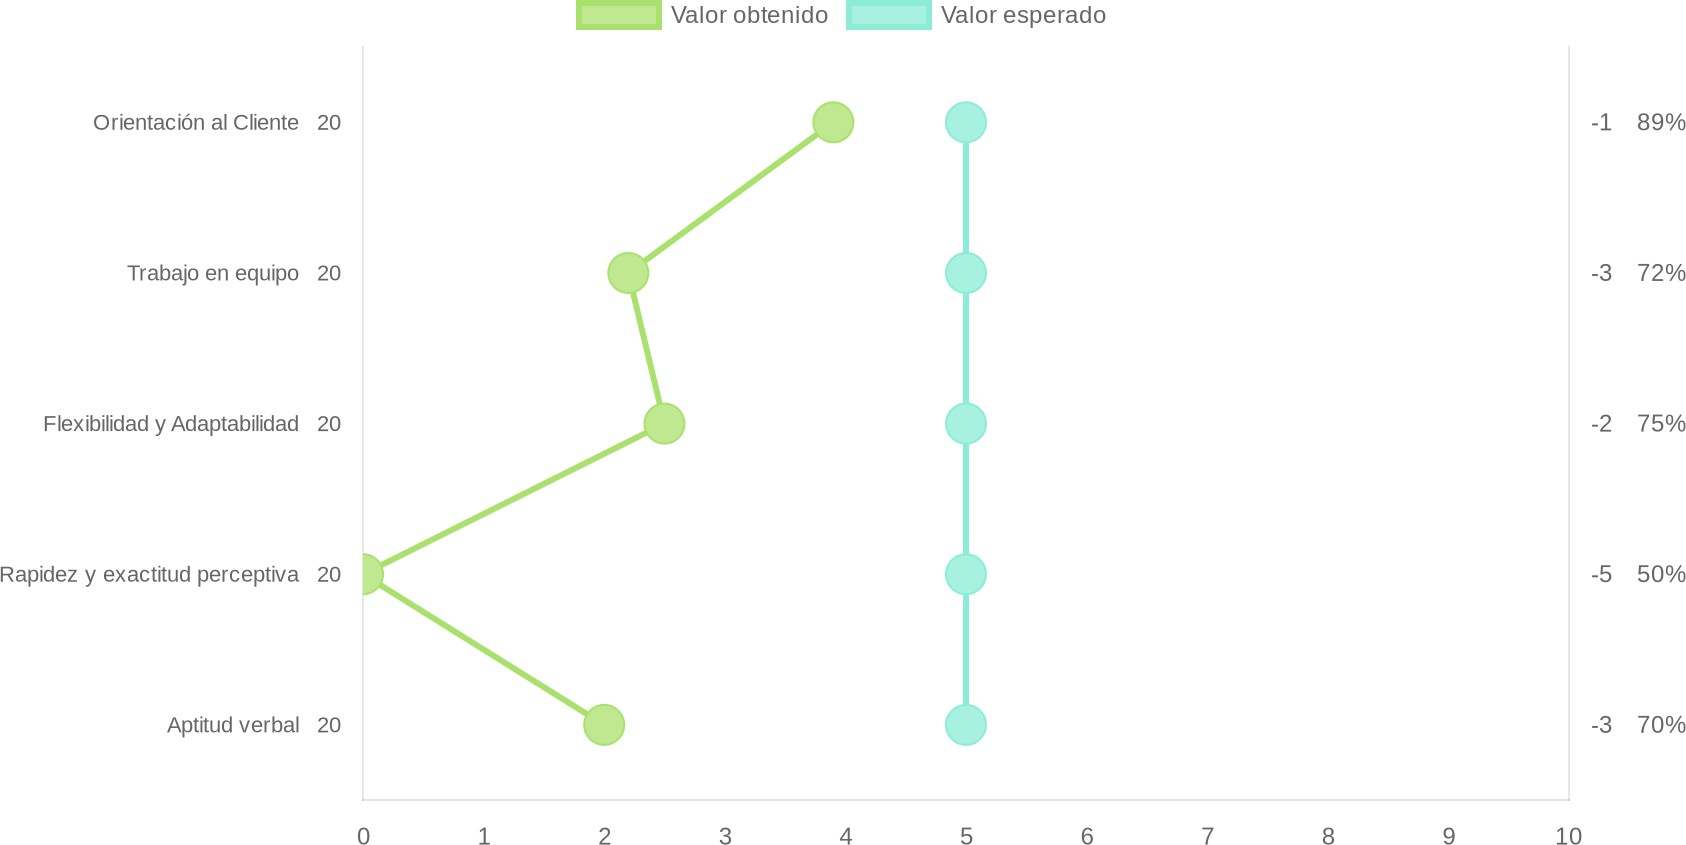 Valor obtenido Valor esperado
Orientación al Cliente 20 -1 89%
Trabajo en equipo 20 -3 72%
Flexibilidad y Adaptabilidad 20 -2 75%
Rapidez y exactitud perceptiva 20 -5 50%
Aptitud verbal 20 -3 70%
0 1 2 3 4 5 6 7 8 9 10